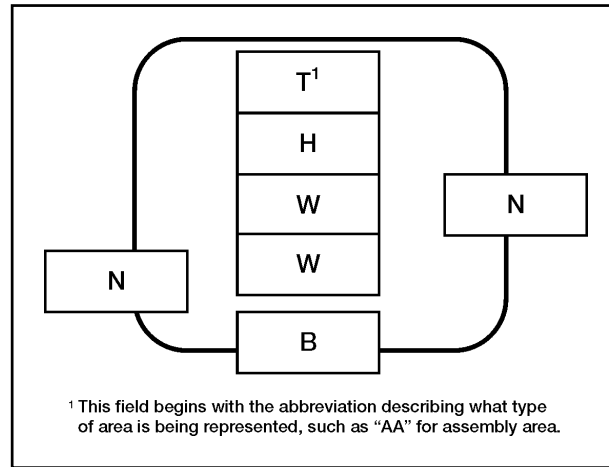 T¹
H
W
N
W
N
B
¹ This field begins with the abbreviation describing what type
of area is being represented, such as “AA” for assembly area.